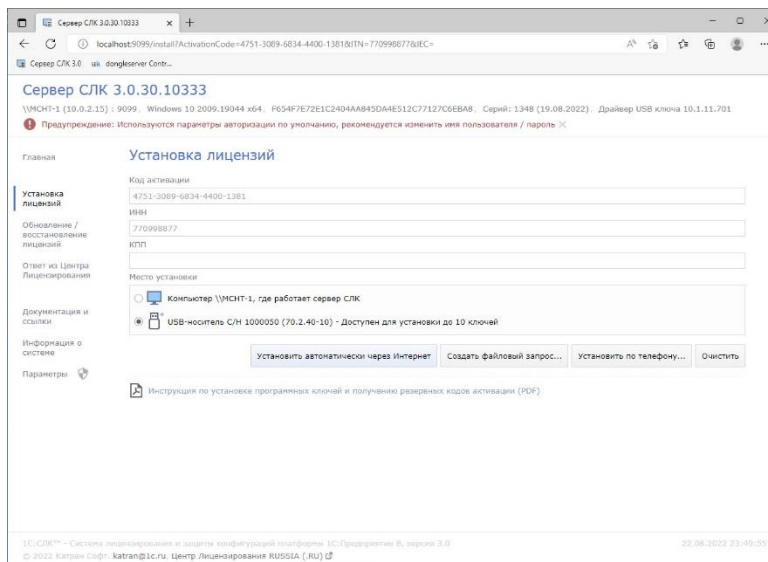 Сервер СЛК 3.0.30.10333
localhost:9099/install?ActivationCode=4751-3089-6834-4400-1381&ITN=770998877&IEC=
Сервер СЛК 3.0 dongleserver Contr...
Сервер СЛК 3.0.30.10333
\\MCHT-1 (10.0.2.15) : 9099, Windows 10 2009.19044 x64, F654F7E72E1C2404AA845DA4E512C77127C6EBA8, Серий: 1348 (19.08.2022), Драйвер USB ключа 10.1.11.701
Предупреждение: Используются параметры авторизации по умолчанию, рекомендуется изменить имя пользователя / пароль
Главная
Установка лицензий
Обновление / восстановление лицензий
Ответ из Центра Лицензирования
Документация и ссылки
Информация о системе
Параметры
Установка лицензий
Код активации
4751-3089-6834-4400-1381
ИНН
770998877
КПП
Место установки
Компьютер \\MCHT-1, где работает сервер СЛК
USB-носитель С/Н 1000050 (70.2.40-10) - Доступен для установки до 10 ключей
Установить автоматически через Интернет Создать файловый запрос... Установить по телефону... Очистить
Инструкция по установке программных ключей и получению резервных кодов активации (PDF)
1С:СЛК™ - Система лицензирования и защиты конфигураций платформы 1С:Предприятие 8, версия 3.0 22.08.2022 23:49:55
© 2022 Катран Софт. katran@1c.ru. Центр Лицензирования RUSSIA (.RU)